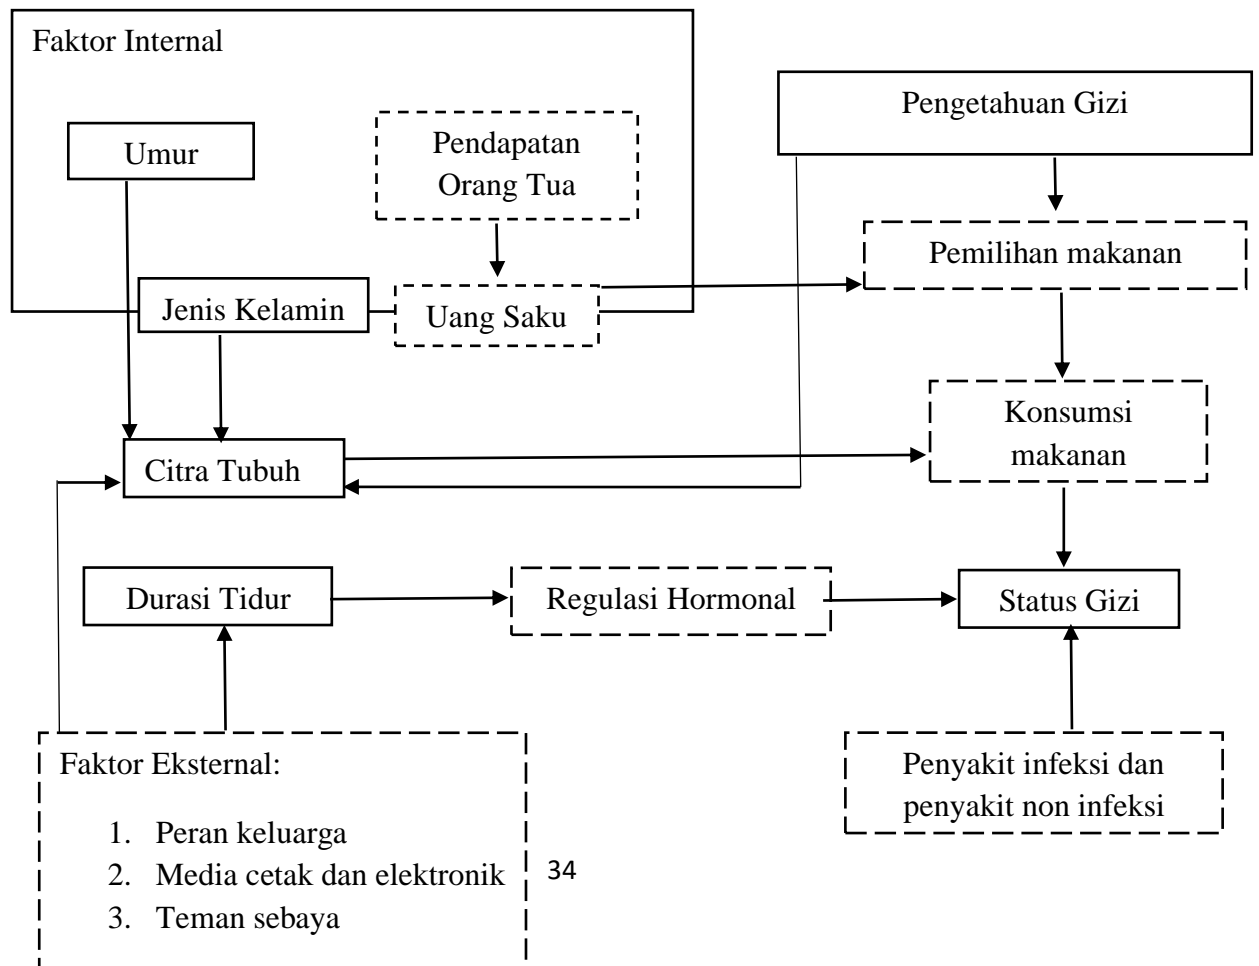 Faktor Internal
Pengetahuan Gizi
Umur
Pendapatan
Orang Tua
Pemilihan makanan
Jenis Kelamin
Uang Saku
Konsumsi
makanan
Citra Tubuh
Durasi Tidur
Regulasi Hormonal
Status Gizi
Faktor Eksternal:
1. Peran keluarga
2. Media cetak dan elektronik
3. Teman sebaya
Penyakit infeksi dan
penyakit non infeksi
34